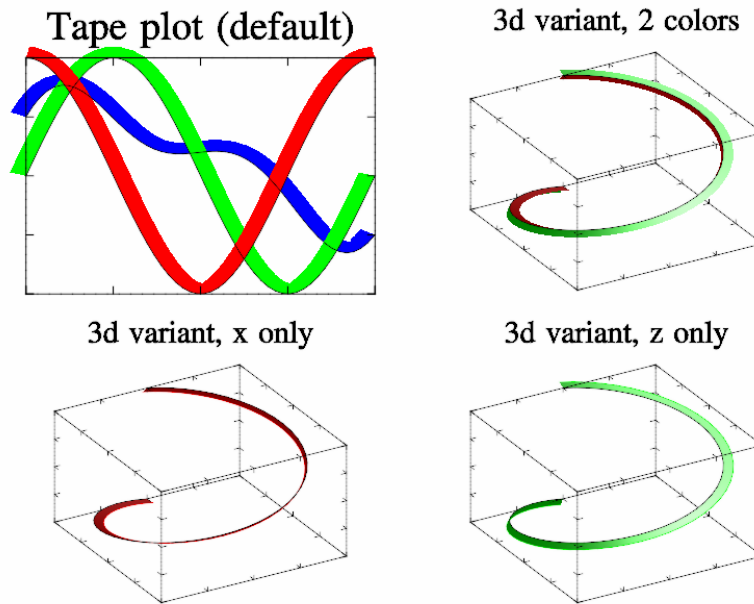 Tape plot (default)
3d variant, 2 colors
3d variant, x only
3d variant, z only